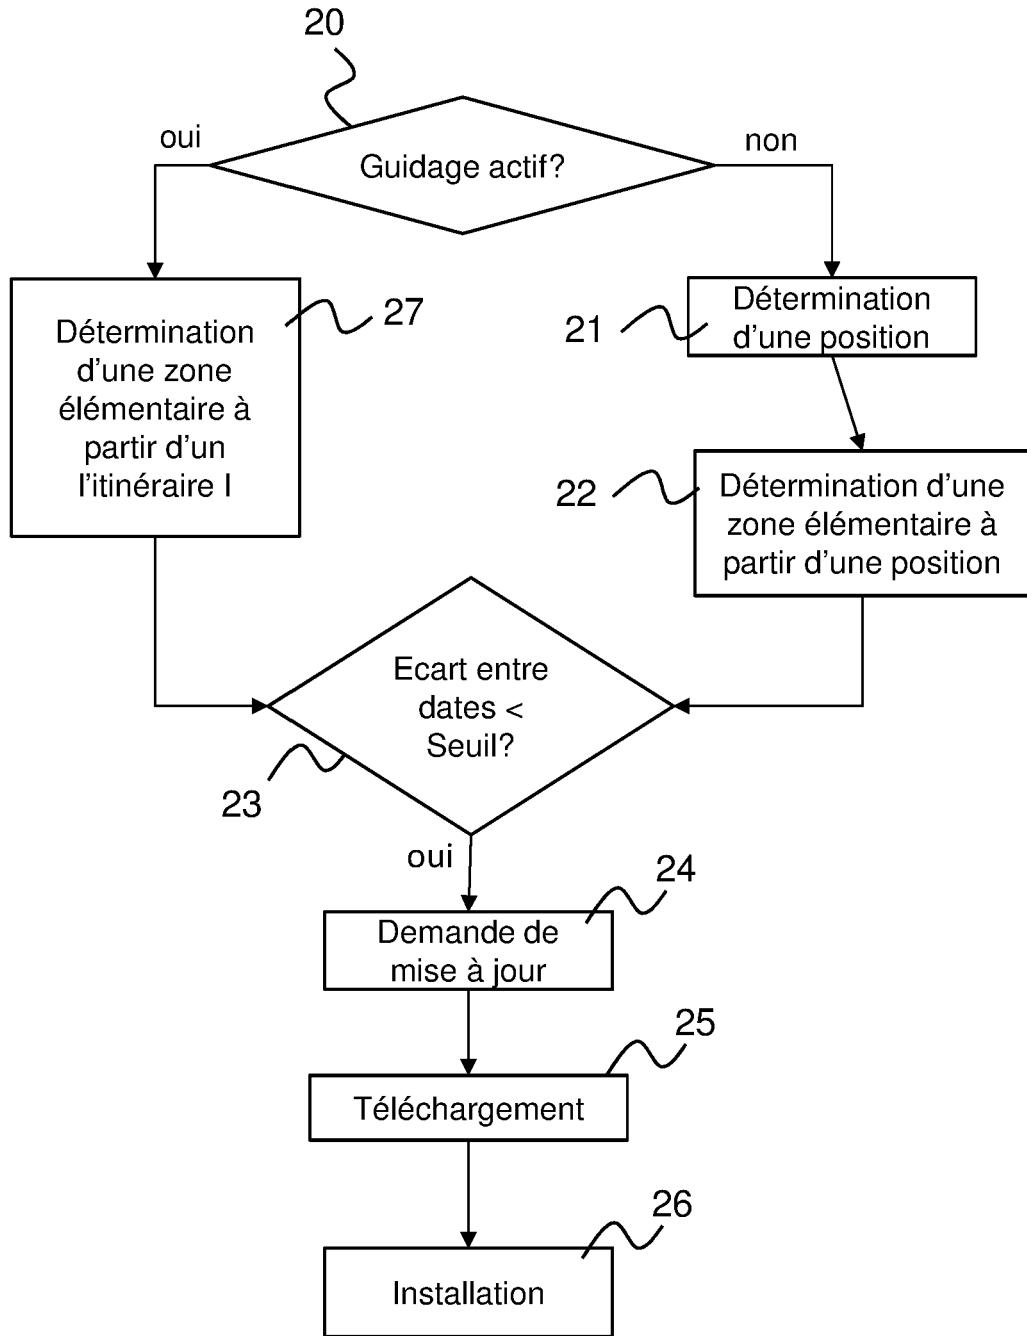 20
oui
non
Guidage actif?
27
Détermination
d'une zone
élémentaire à
partir d'un
l'itinéraire I
21
Détermination
d'une position
22
Détermination d'une
zone élémentaire à
partir d'une position
Ecart entre
dates <
Seuil?
23
oui
24
Demande de
mise à jour
25
Téléchargement
26
Installation